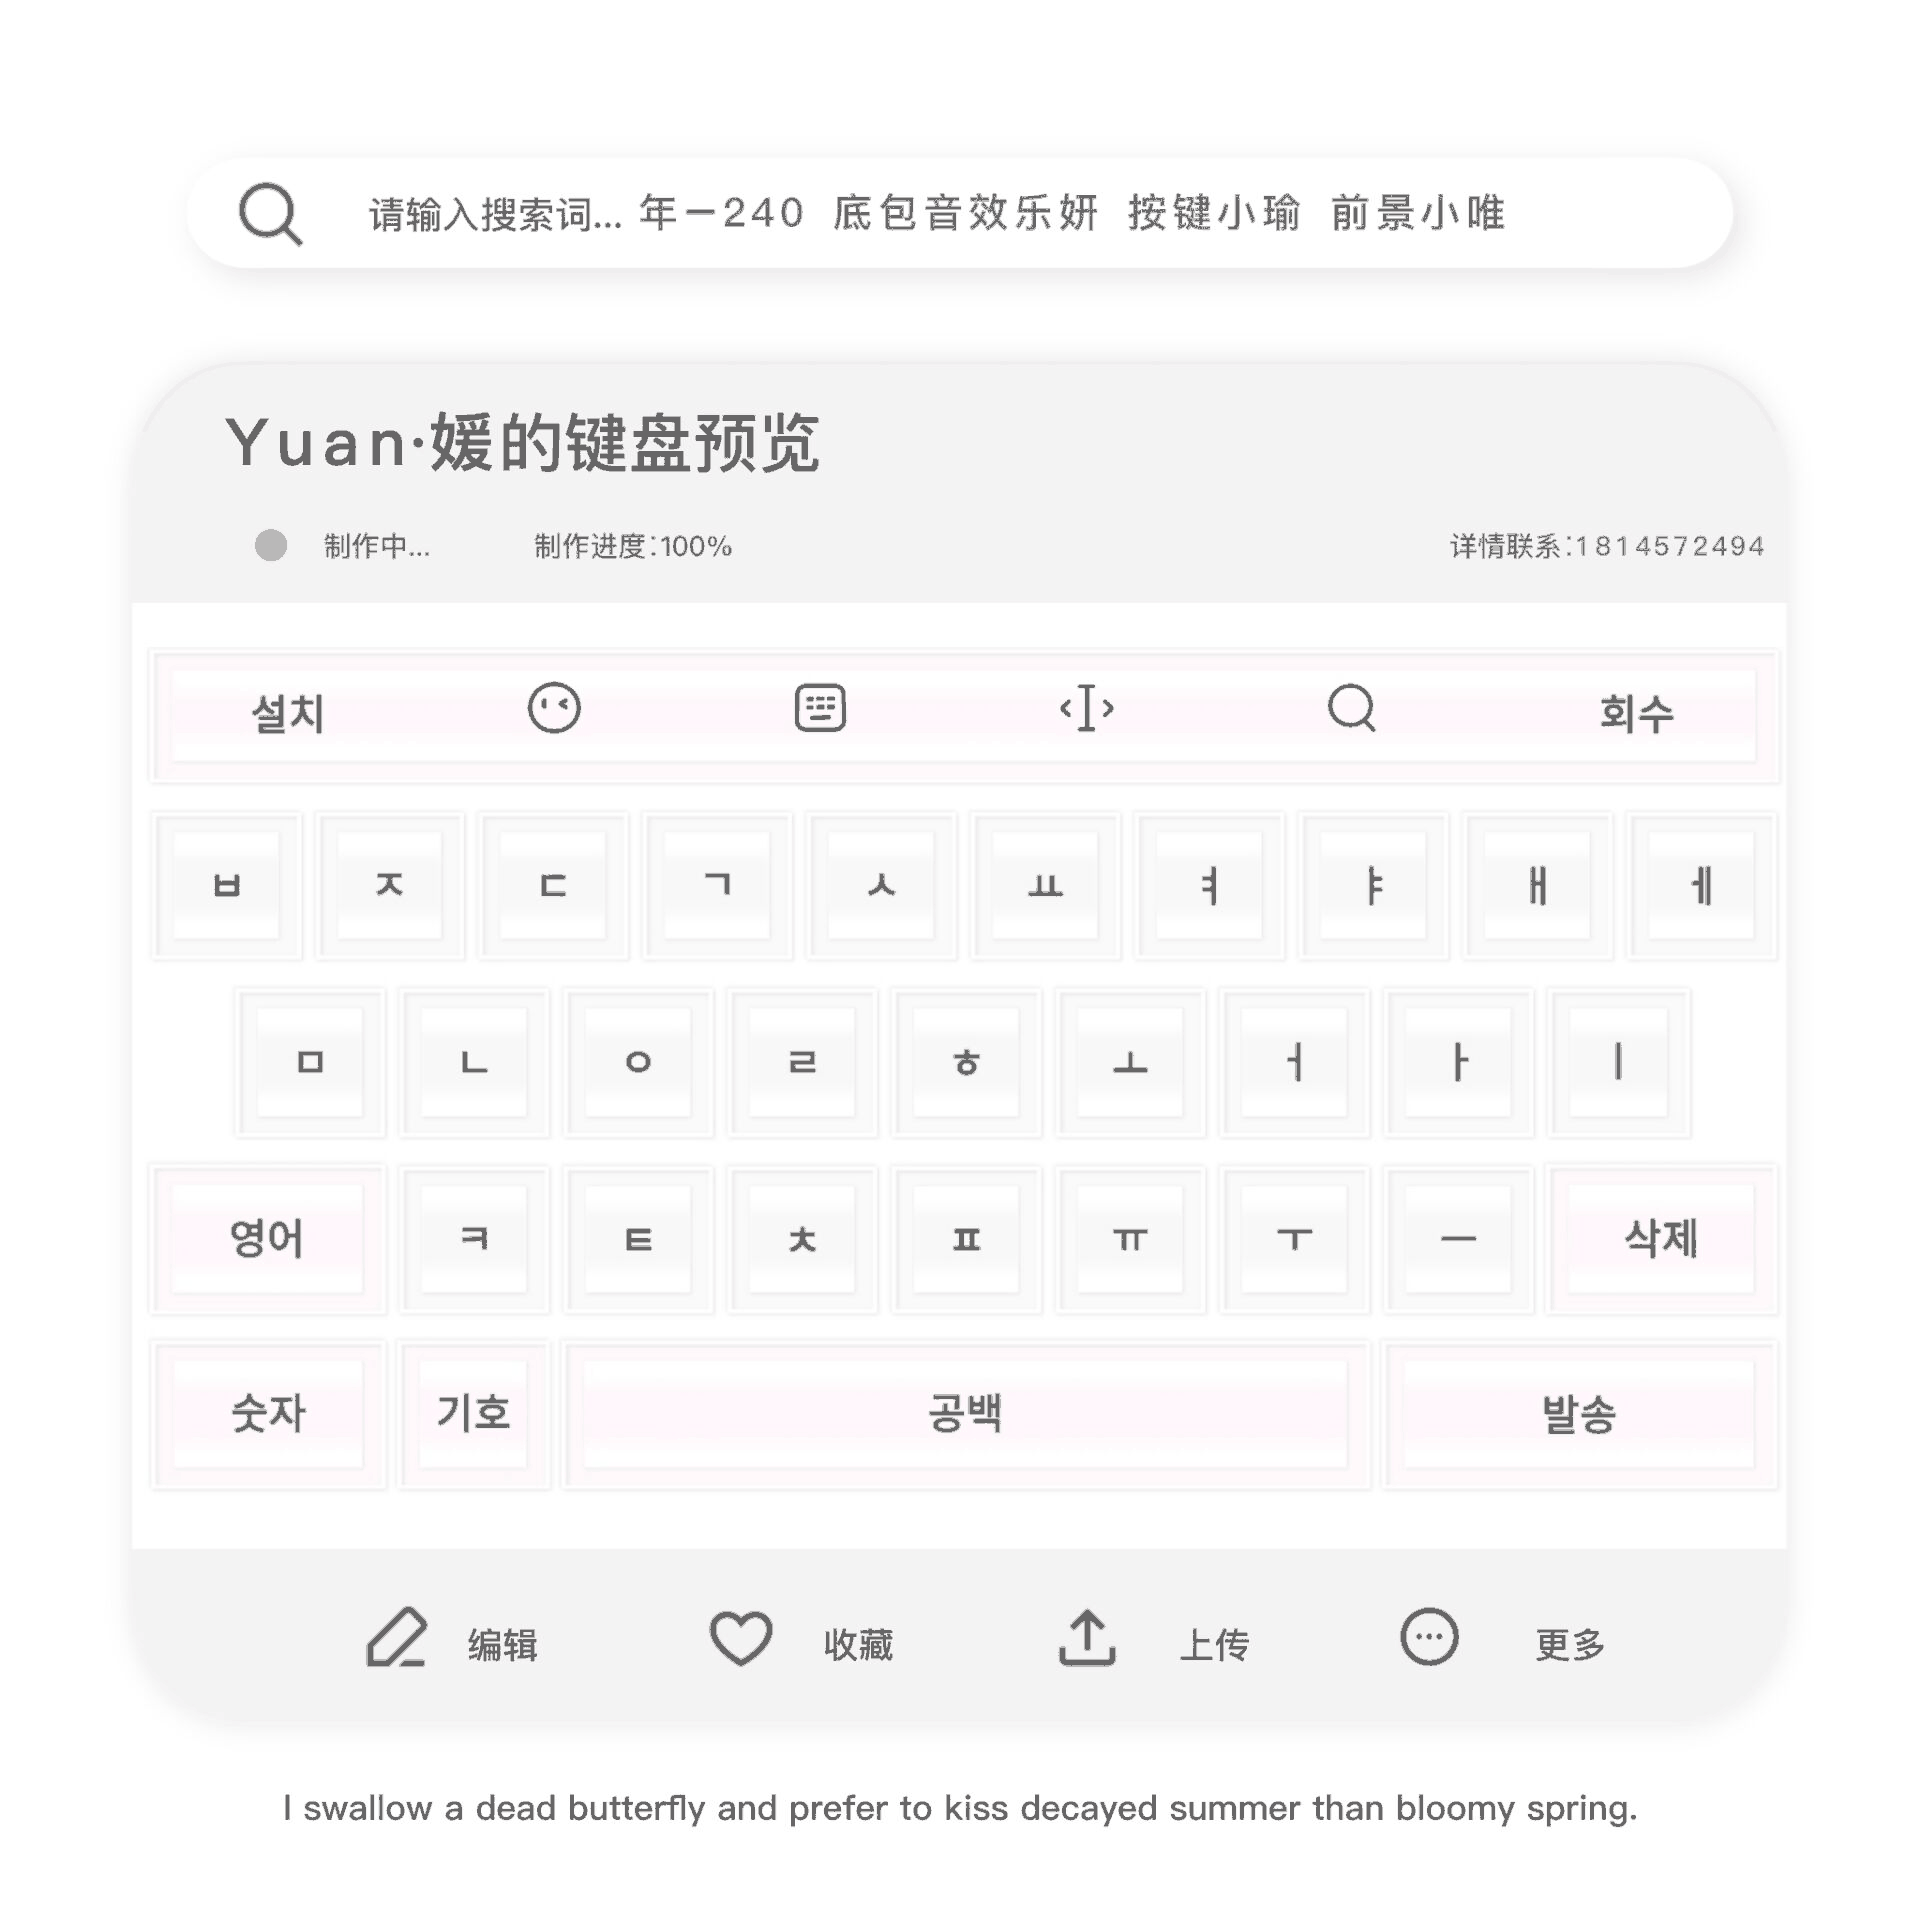 请输入搜索词... 年－240 底包音效乐妍 按键小瑜 前景小唯
Yuan·媛的键盘预览
制作中... 制作进度:100% 详情联系:1814572494
설치 회수
ㅂ ㅈ ㄷ ㄱ ㅅ ㅛ ㅕ ㅑ ㅐ ㅔ
ㅁ ㄴ ㅇ ㄹ ㅎ ㅗ ㅓ ㅏ ㅣ
영어 ㅋ ㅌ ㅊ ㅍ ㅠ ㅜ ㅡ 삭제
숫자 기호 공백 발송
编辑 收藏 上传 更多
I swallow a dead butterfly and prefer to kiss decayed summer than bloomy spring.